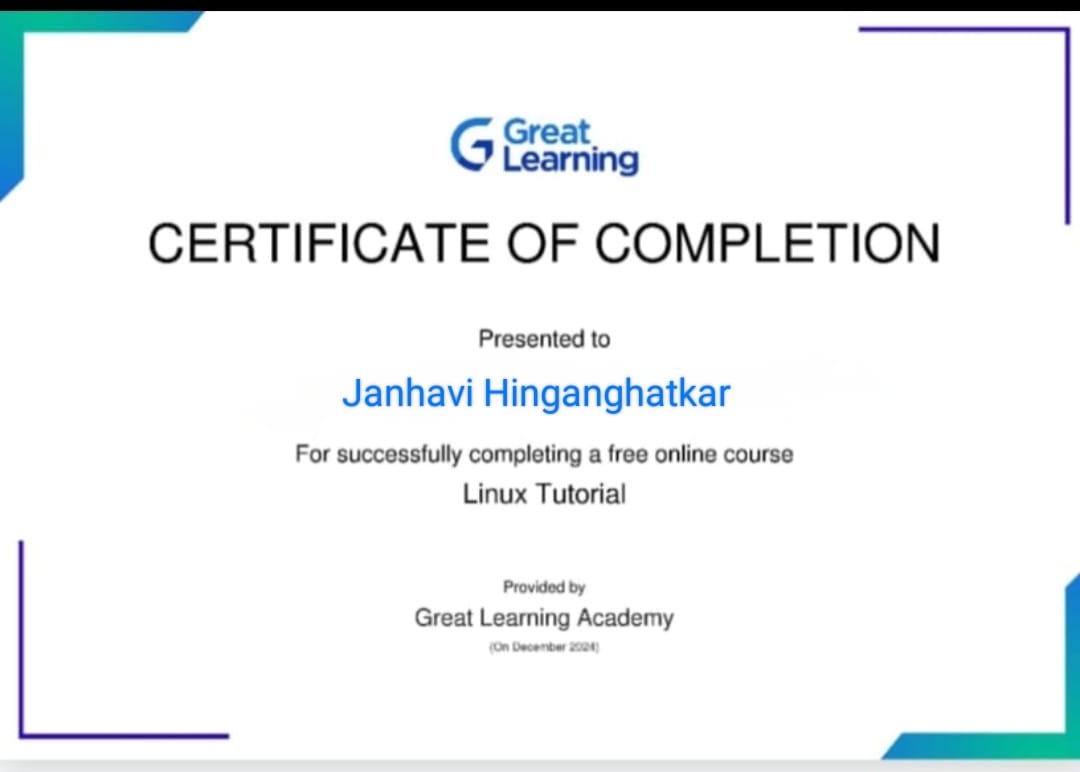 Great
Learning
CERTIFICATE OF COMPLETION
Presented to
Janhavi Hinganghatkar
For successfully completing a free online course
Linux Tutorial
Provided by
Great Learning Academy
(On December 2024)